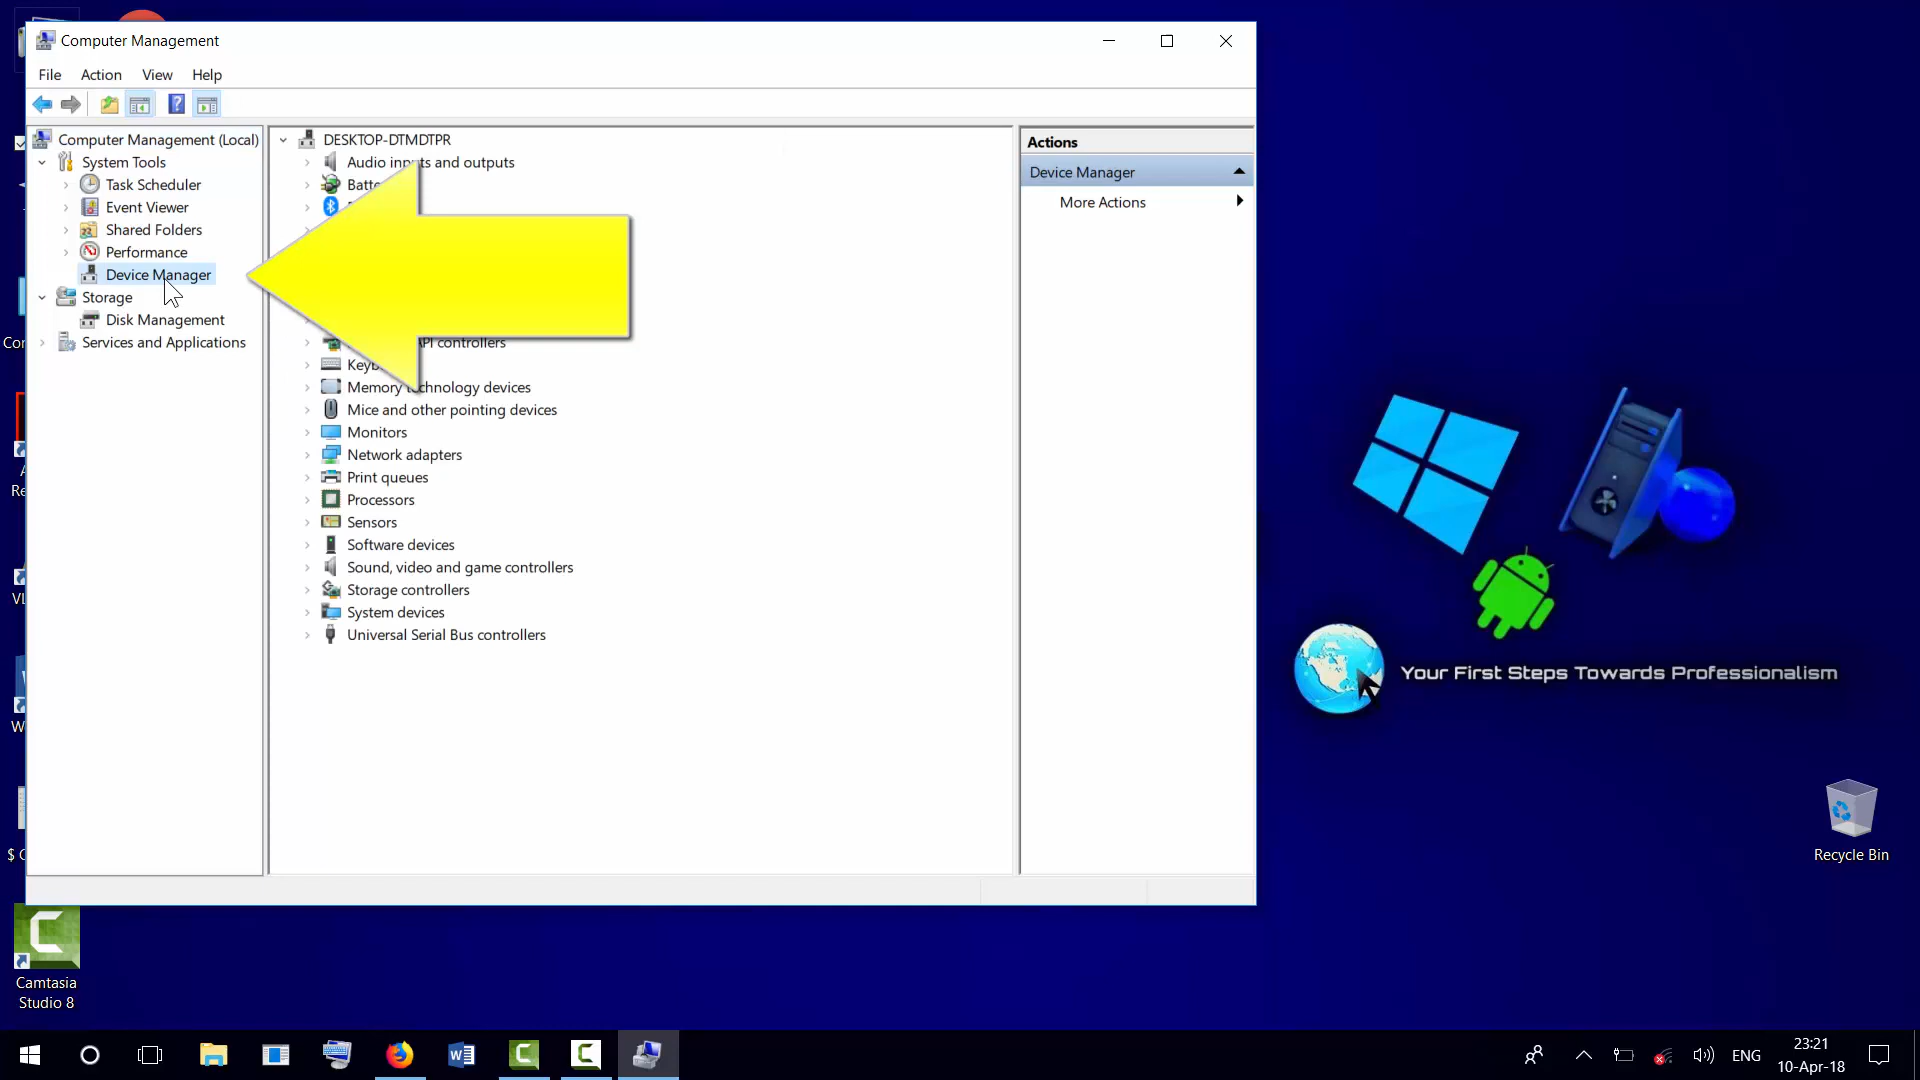 Computer Management
File Action View Help
Computer Management (Local)
System Tools
Task Scheduler
Event Viewer
Shared Folders
Performance
Device Manager
Storage
Disk Management
Services and Applications
DESKTOP-DTMDTPR
Audio inputs and outputs
Memory technology devices
Mice and other pointing devices
Monitors
Network adapters
Print queues
Processors
Sensors
Software devices
Sound, video and game controllers
Storage controllers
System devices
Universal Serial Bus controllers
controllers
Actions
Device Manager
More Actions
Your First Steps Towards Professionalism
Recycle Bin
Camtasia
Studio 8
ENG
23:21
10-Apr-18